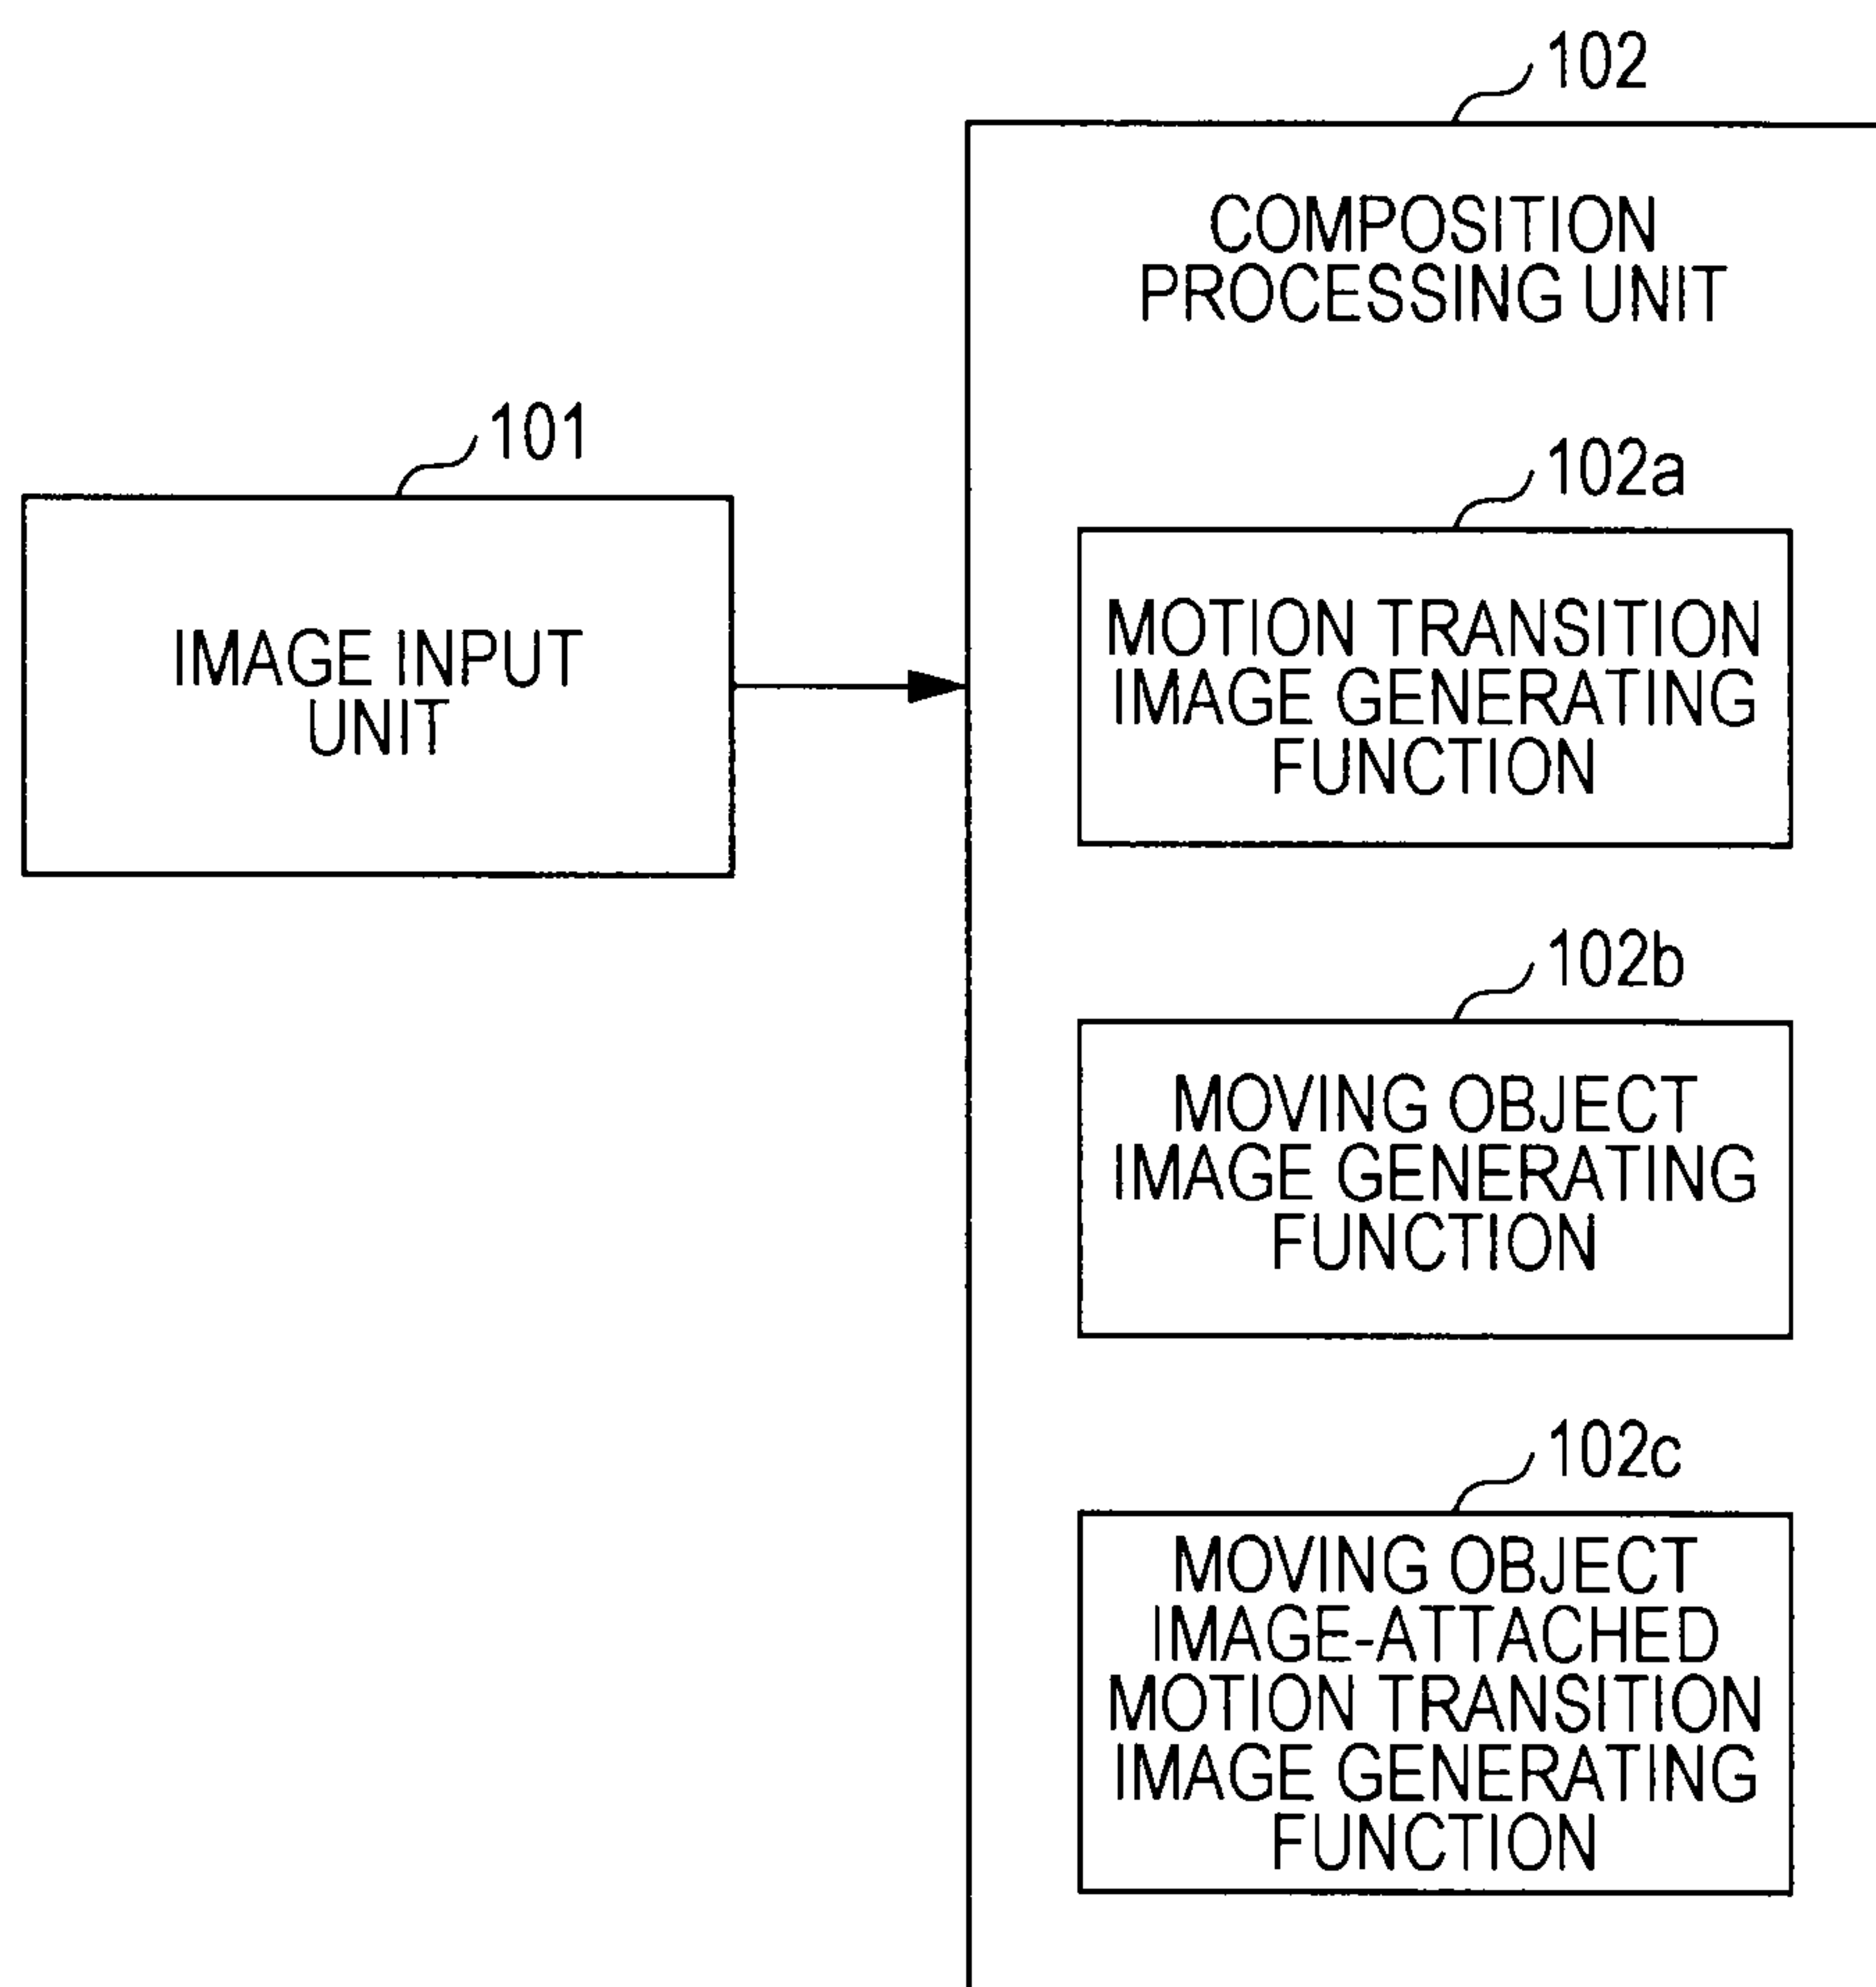 102
COMPOSITION
PROCESSING UNIT
101
IMAGE INPUT
UNIT
102a
MOTION TRANSITION
IMAGE GENERATING
FUNCTION
102b
MOVING OBJECT
IMAGE GENERATING
FUNCTION
102c
MOVING OBJECT
IMAGE-ATTACHED
MOTION TRANSITION
IMAGE GENERATING
FUNCTION